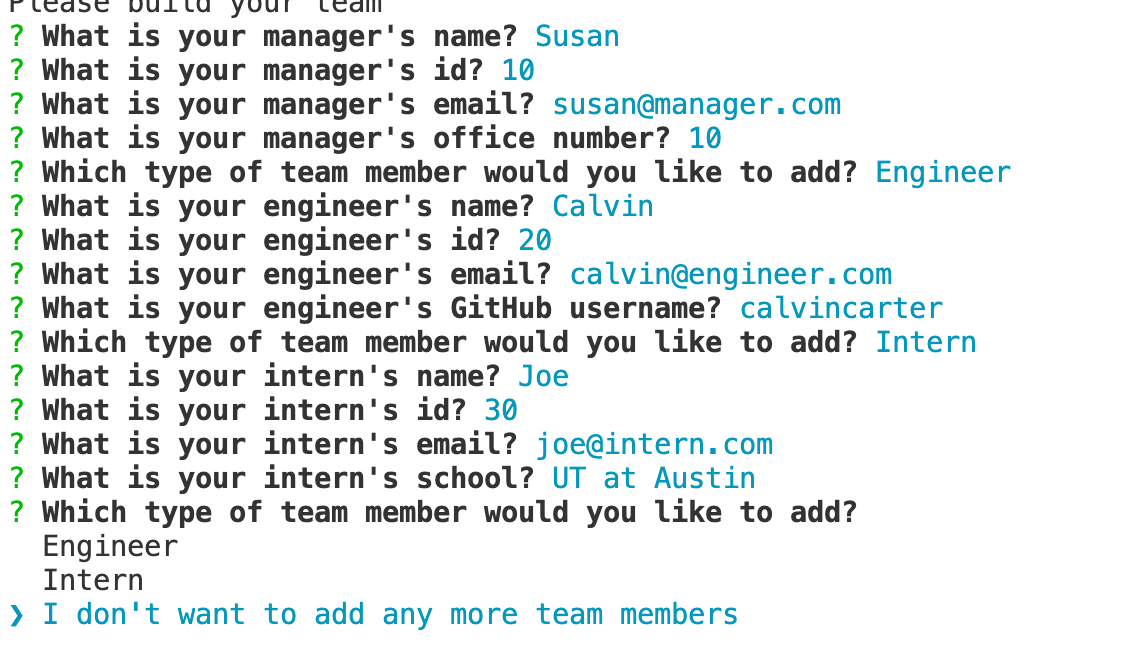 Please build your team
? What is your manager's name? Susan
? What is your manager's id? 10
? What is your manager's email? susan@manager.com
? What is your manager's office number? 10
? Which type of team member would you like to add? Engineer
? What is your engineer's name? Calvin
? What is your engineer's id? 20
? What is your engineer's email? calvin@engineer.com
? What is your engineer's GitHub username? calvincarter
? Which type of team member would you like to add? Intern
? What is your intern's name? Joe
? What is your intern's id? 30
? What is your intern's email? joe@intern.com
? What is your intern's school? UT at Austin
? Which type of team member would you like to add?
Engineer
Intern
❯ I don't want to add any more team members